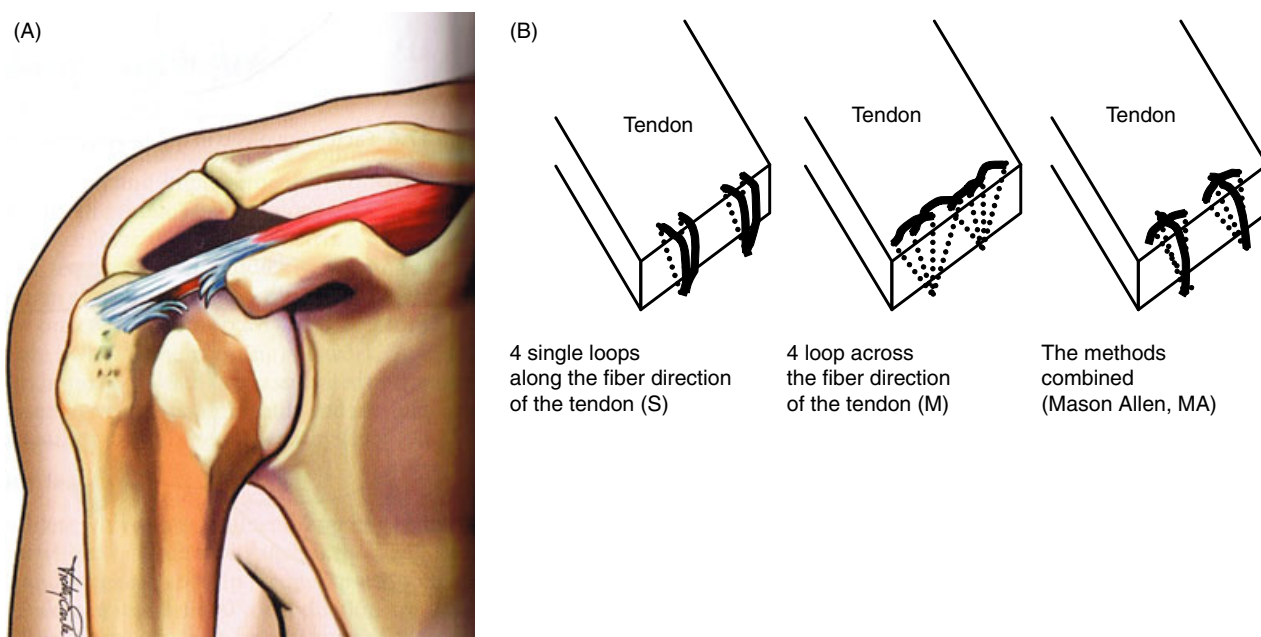 (A)
(B)
Tendon
Tendon
Tendon
4 single loops
along the fiber direction
of the tendon (S)
4 loop across
the fiber direction
of the tendon (M)
The methods
combined
(Mason Allen, MA)